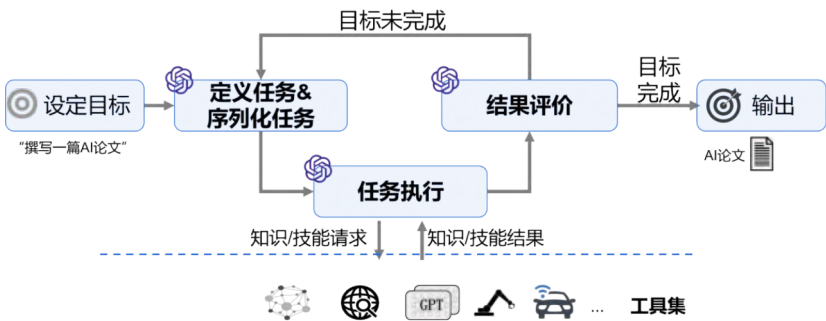 目标未完成
设定目标
定义任务&
序列化任务
结果评价
目标
完成
输出
“撰写一篇AI论文”
AI论文
任务执行
知识/技能请求
知识/技能结果
GPT
...
工具集